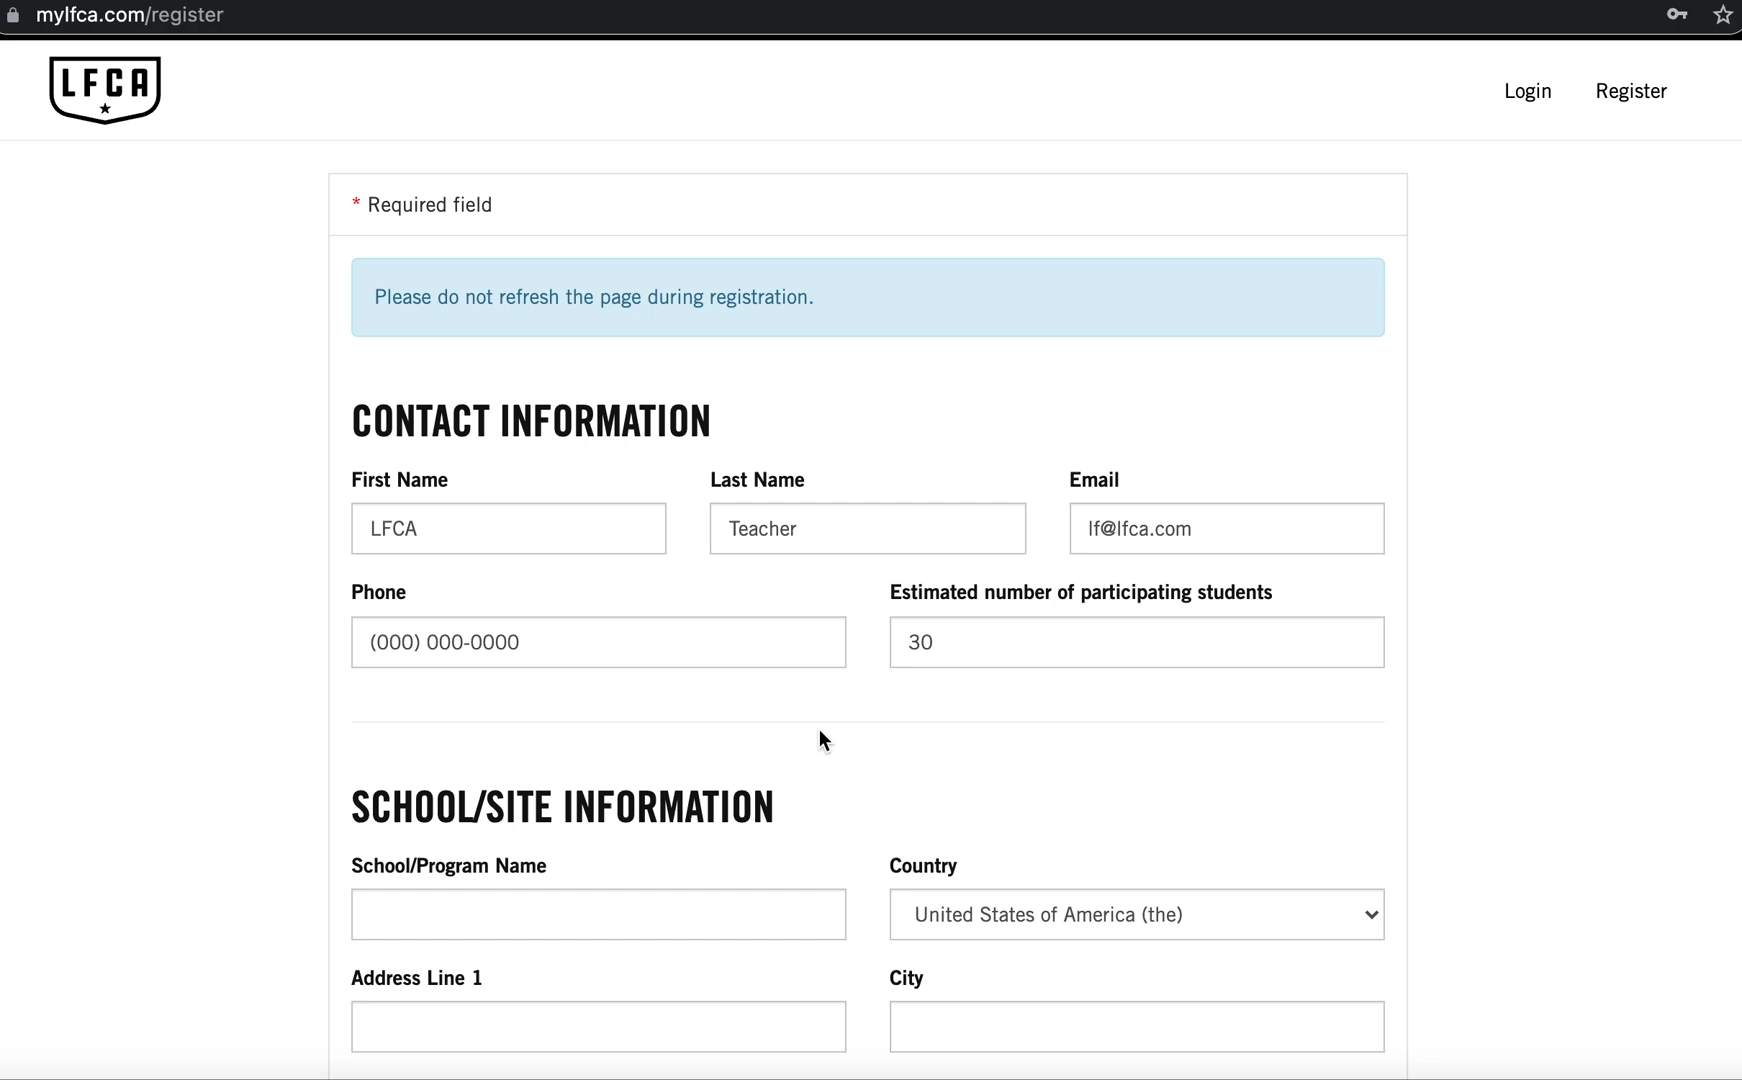 mylfca.com/register
LFCA
Login Register
* Required field
Please do not refresh the page during registration.
CONTACT INFORMATION
First Name Last Name Email
LFCA Teacher lf@lfca.com
Phone Estimated number of participating students
(000) 000-0000 30
SCHOOL/SITE INFORMATION
School/Program Name Country
United States of America (the)
Address Line 1 City